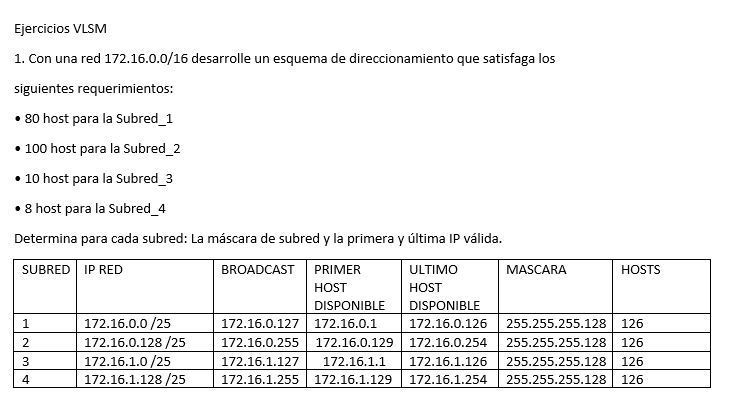 Ejercicios VLSM
1. Con una red 172.16.0.0/16 desarrolle un esquema de direccionamiento que satisfaga los
siguientes requerimientos:
• 80 host para la Subred_1
• 100 host para la Subred_2
• 10 host para la Subred_3
• 8 host para la Subred_4
Determina para cada subred: La máscara de subred y la primera y última IP válida.
SUBRED IP RED BROADCAST PRIMER HOST DISPONIBLE ULTIMO HOST DISPONIBLE MASCARA HOSTS
1 172.16.0.0 /25 172.16.0.127 172.16.0.1 172.16.0.126 255.255.255.128 126
2 172.16.0.128 /25 172.16.0.255 172.16.0.129 172.16.0.254 255.255.255.128 126
3 172.16.1.0 /25 172.16.1.127 172.16.1.1 172.16.1.126 255.255.255.128 126
4 172.16.1.128 /25 172.16.1.255 172.16.1.129 172.16.1.254 255.255.255.128 126